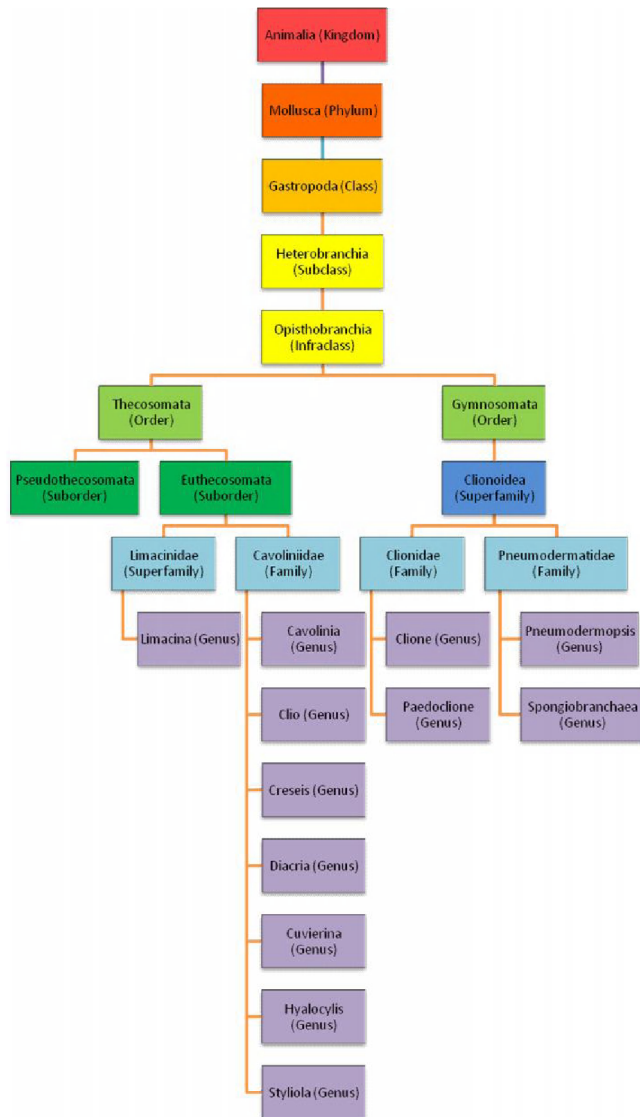 Animalia (Kingdom)
Mollusca (Phylum)
Gastropoda (Class)
Heterobranchia
(Subclass)
Opisthobranchia
(Infraclass)
Thecosomata
(Order)
Gymnosomata
(Order)
Pseudothecosomata
(Suborder)
Euthecosomata
(Suborder)
Clionoidea
(Superfamily)
Limacinidae
(Superfamily)
Cavoliniidae
(Family)
Clionidae
(Family)
Pneumodermatidae
(Family)
Limacina (Genus)
Cavolinia
(Genus)
Clione (Genus)
Pneumodermopsis
(Genus)
Clio (Genus)
Paedoclione
(Genus)
Spongiobranchaea
(Genus)
Creseis (Genus)
Diacria (Genus)
Cuvierina
(Genus)
Hyalocylis
(Genus)
Styliola (Genus)